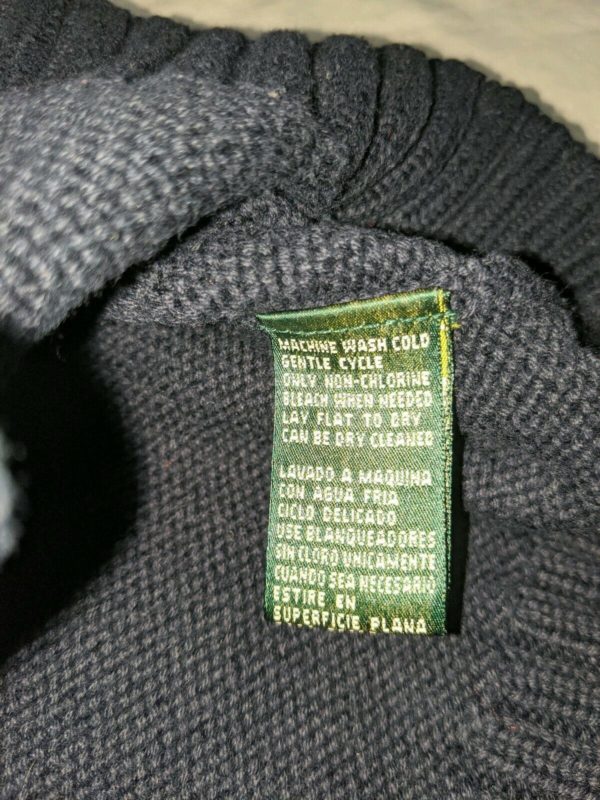 MACHINE WASH COLD
GENTLE CYCLE
ONLY NON-CHLORINE
BLEACH WHEN NEEDED
LAY FLAT TO DRY
CAN BE DRY CLEANED
LAVADO A MAQUINA
CON AGUA FRIA
CICLO DELICADO
USE BLANQUEADORES
SIN CLORO UNICAMENTE
CUANDO SEA NECESARIO
ESTIRE EN
SUPERFICIE PLANA